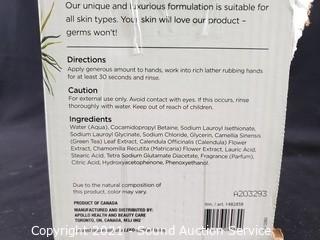 Our unique and luxurious formulation is suitable for
all skin types. Your skin will love our product –
germs won't!
Directions
Apply generous amount to hands, work into rich lather rubbing hands
for at least 30 seconds and rinse.
Caution
For external use only. Avoid contact with eyes. If this occurs, rinse
thoroughly with water. Keep out of reach of children.
Ingredients
Water (Aqua), Cocamidopropyl Betaine, Sodium Lauroyl Isethionate,
Sodium Lauroyl Glycinate, Sodium Chloride, Glycerin, Camellia Sinensis
(Green Tea) Leaf Extract, Calendula Officinalis (Calendula) Flower
Extract, Chamomilla Recutita (Matricaria) Flower Extract, Lauric Acid,
Stearic Acid, Tetra Sodium Glutamate Diacetate, Fragrance (Parfum),
Citric Acid, Hydroxyacetophenone, Phenoxyethanol.
Due to the natural composition of
this product, color may vary.
A203293
PRODUCT OF CANADA
MANUFACTURED AND DISTRIBUTED BY:
APOLLO HEALTH AND BEAUTY CARE
TORONTO, ON, CANADA,
Itm. / art. 1482859
Copyright 2021 - Sierra Auction